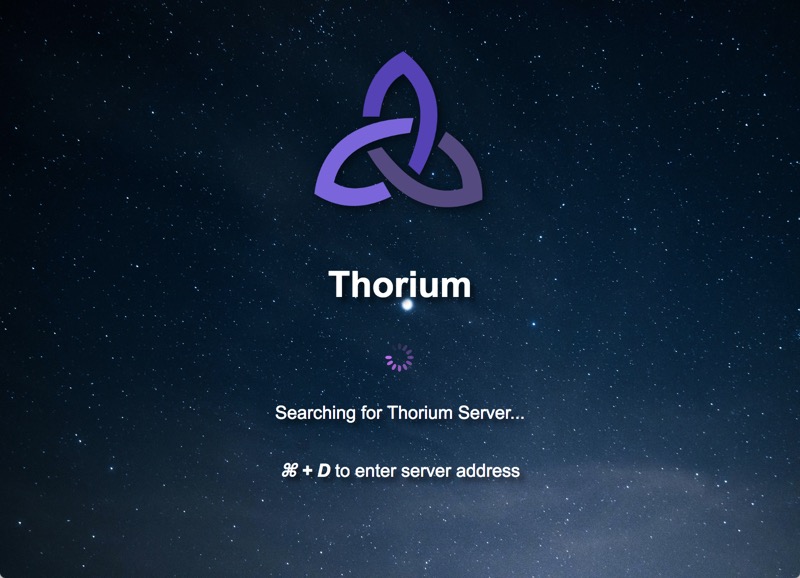 Thorium
Searching for Thorium Server...
⌘ + D to enter server address